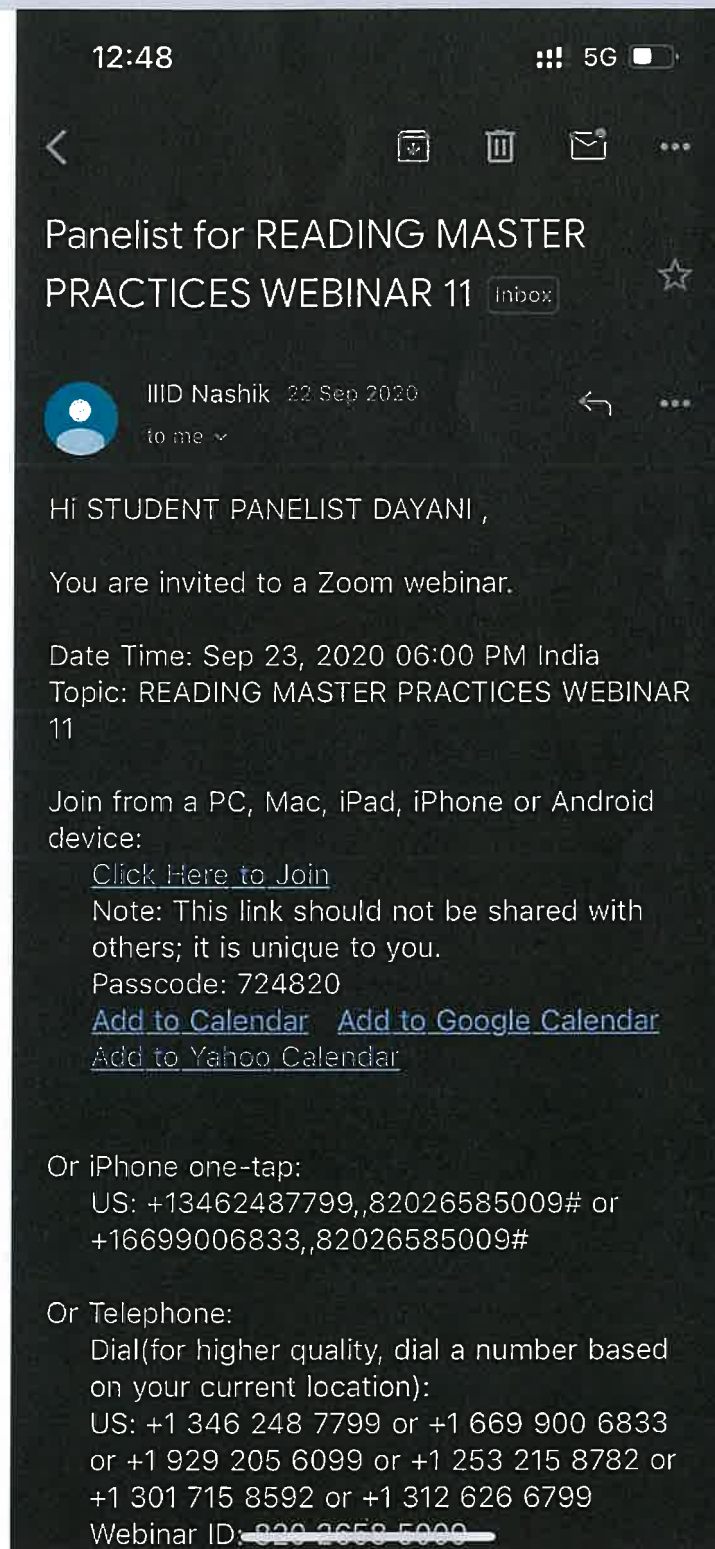 12:48
5G
Panelist for READING MASTER
PRACTICES WEBINAR 11 Inbox
IIID Nashik 22 Sep 2020
to me
Hi STUDENT PANELIST DAYANI ,
You are invited to a Zoom webinar.
Date Time: Sep 23, 2020 06:00 PM India
Topic: READING MASTER PRACTICES WEBINAR
11
Join from a PC, Mac, iPad, iPhone or Android
device:
Click Here to Join
Note: This link should not be shared with
others; it is unique to you.
Passcode: 724820
Add to Calendar Add to Google Calendar
Add to Yahoo Calendar
Or iPhone one-tap:
US: +13462487799,,82026585009# or
+16699006833,,82026585009#
Or Telephone:
Dial(for higher quality, dial a number based
on your current location):
US: +1 346 248 7799 or +1 669 900 6833
or +1 929 205 6099 or +1 253 215 8782 or
+1 301 715 8592 or +1 312 626 6799
Webinar ID: 820 2658 5009